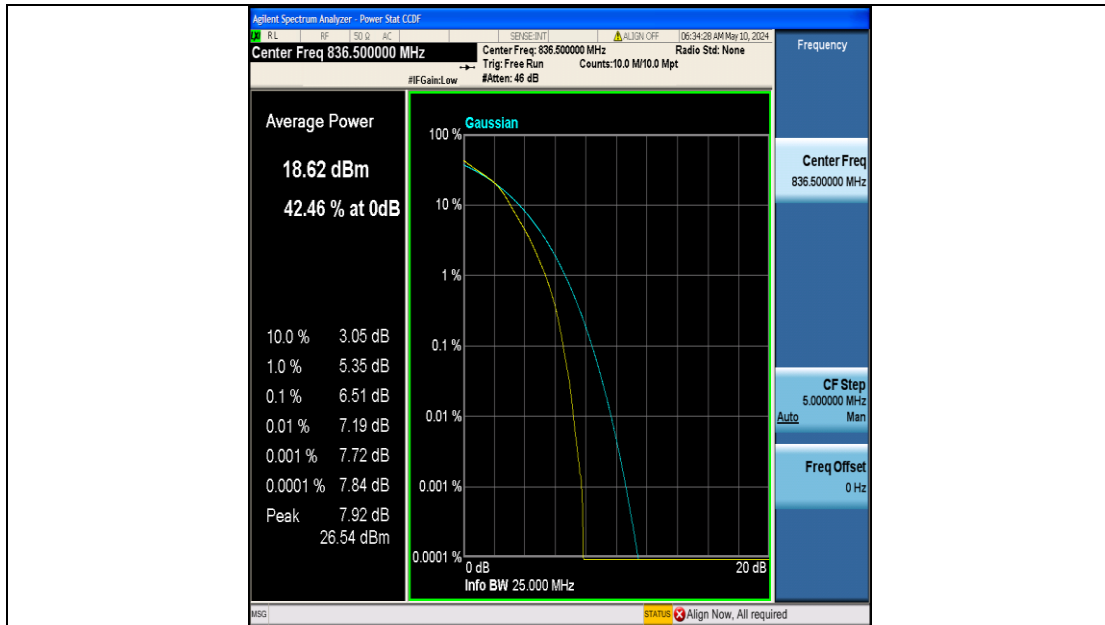 Agilent Spectrum Analyzer - Power Stat CCDF
RL RF 50 Ω AC SENSE:INT ALIGN OFF 06:34:28 AM May 10, 2024
Center Freq 836.500000 MHz
Center Freq: 836.500000 MHz Radio Std: None
Trig: Free Run Counts:10.0 M/10.0 Mpt
#IFGain:Low #Atten: 46 dB
Frequency
Average Power
18.62 dBm
42.46 % at 0dB
10.0 % 3.05 dB
1.0 % 5.35 dB
0.1 % 6.51 dB
0.01 % 7.19 dB
0.001 % 7.72 dB
0.0001 % 7.84 dB
Peak 7.92 dB
26.54 dBm
Gaussian
100 %
10 %
1 %
0.1 %
0.01 %
0.001 %
0.0001 %
0 dB 20 dB
Info BW 25.000 MHz
Center Freq
836.500000 MHz
CF Step
5.000000 MHz
Auto Man
Freq Offset
0 Hz
MSG STATUS Align Now, All required